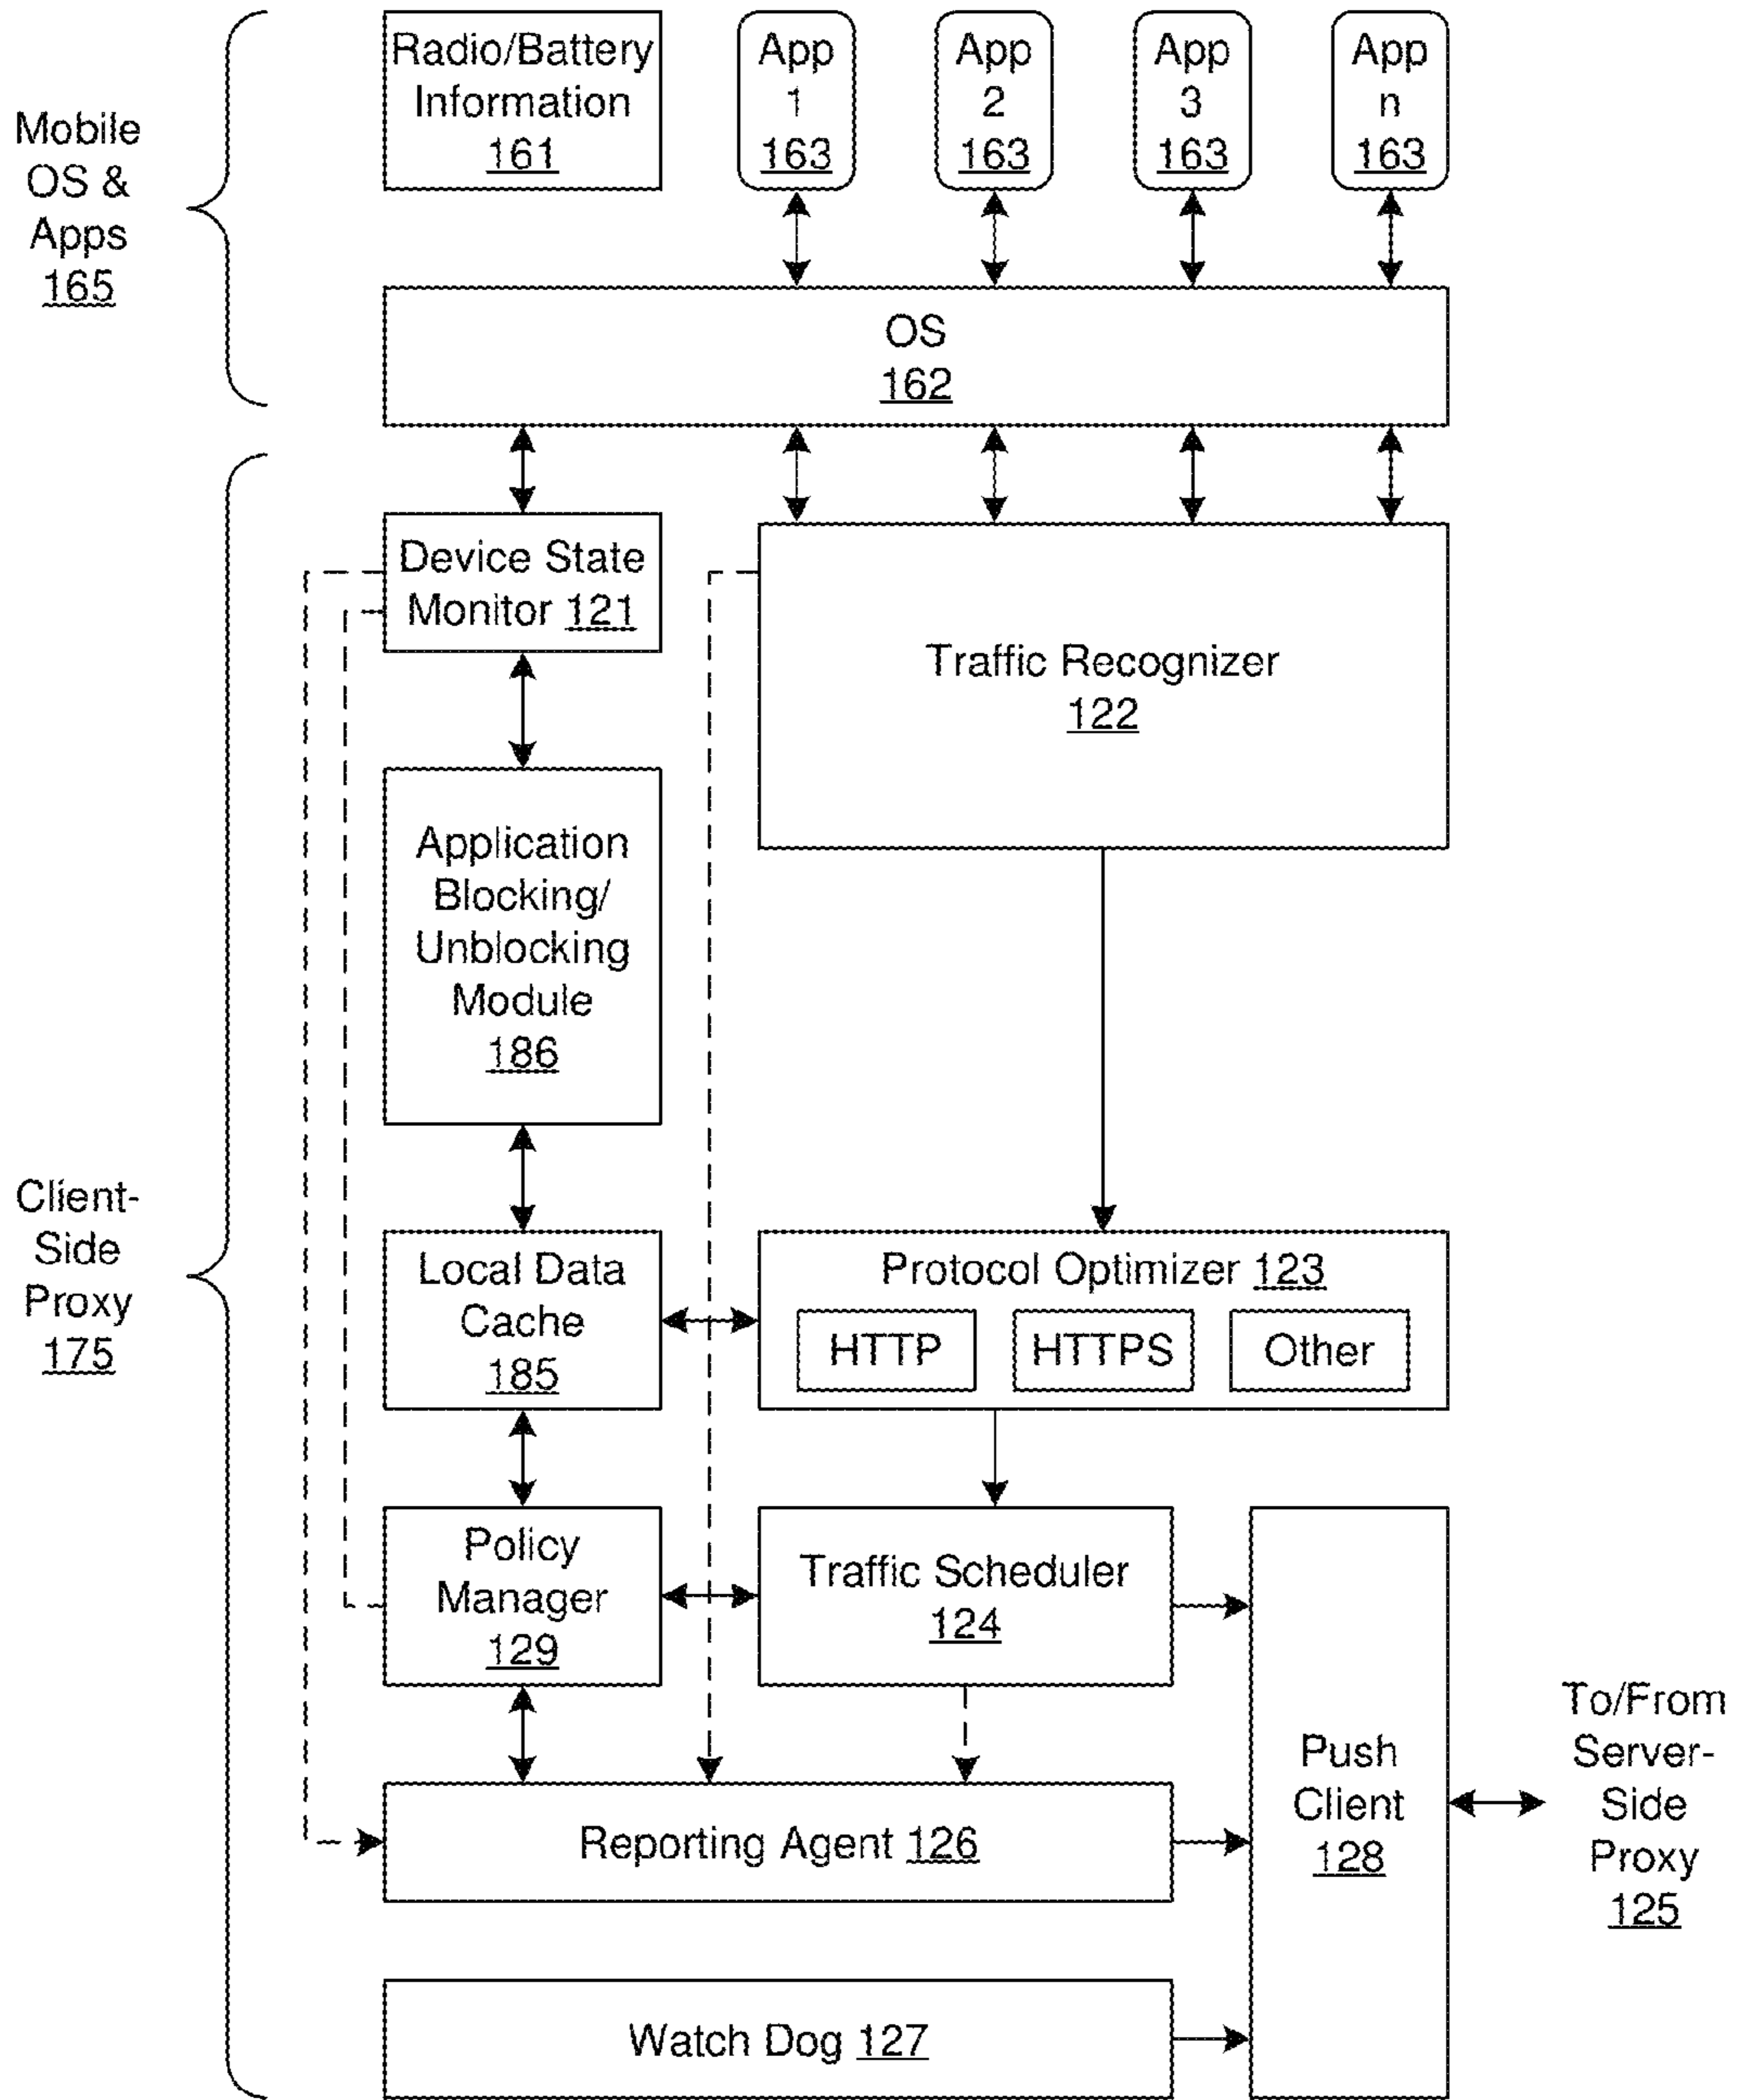 Mobile
OS &
Apps
165
Radio/Battery
Information
161
App
1
163
App
2
163
App
3
163
App
n
163
OS
162
Client-
Side
Proxy
175
Device State
Monitor 121
Traffic Recognizer
122
Application
Blocking/
Unblocking
Module
186
Local Data
Cache
185
Protocol Optimizer 123
HTTP
HTTPS
Other
Policy
Manager
129
Traffic Scheduler
124
Reporting Agent 126
Watch Dog 127
Push
Client
128
To/From
Server-
Side
Proxy
125